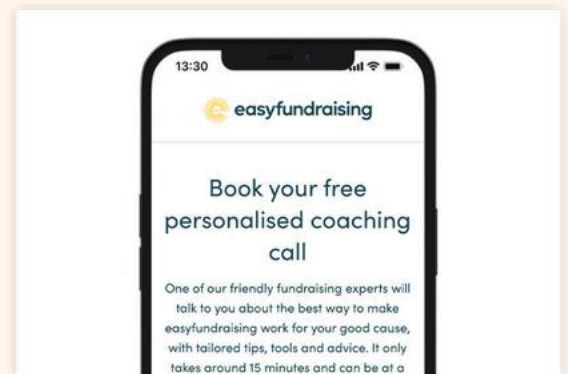 13:30
easyfundraising
Book your free
personalised coaching
call
One of our friendly fundraising experts will
talk to you about the best way to make
easyfundraising work for your good cause,
with tailored tips, tools and advice. It only
takes around 15 minutes and can be at a